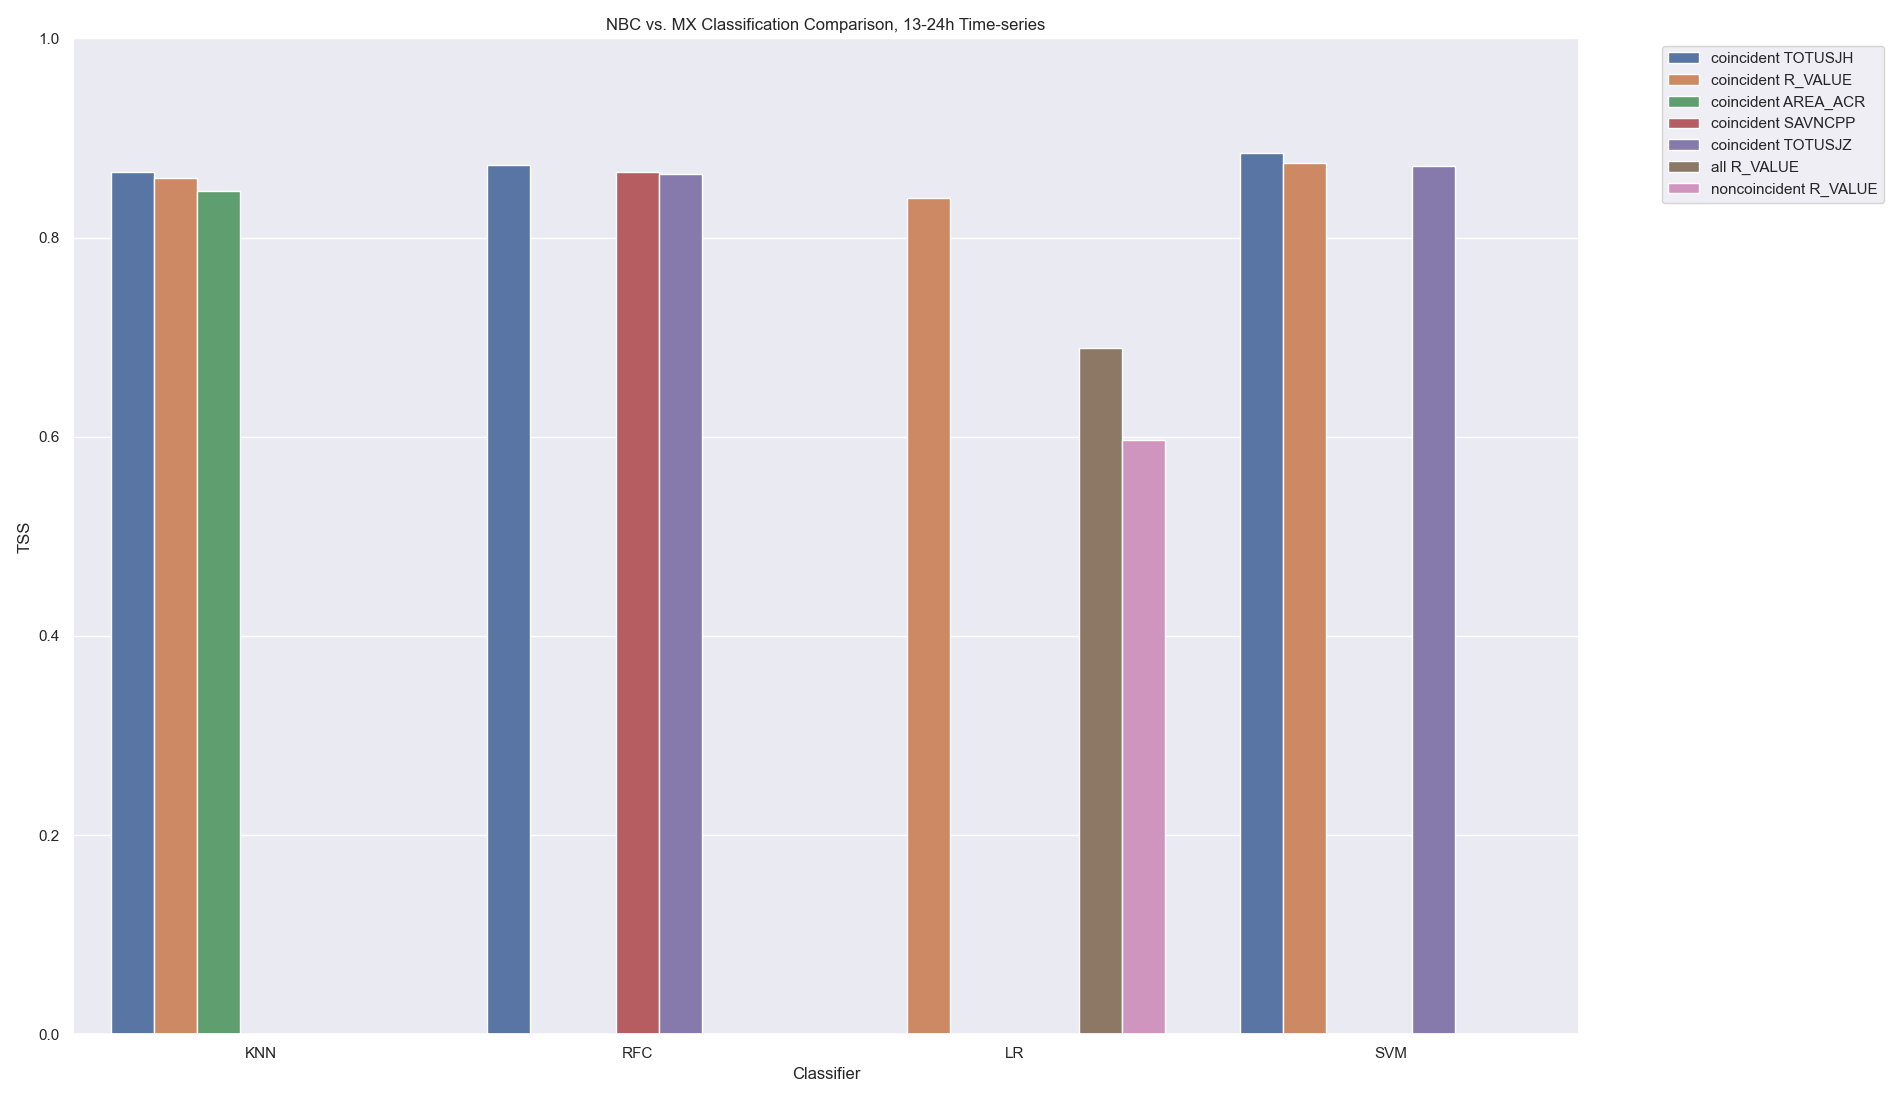 NBC vs. MX Classification Comparison, 13-24h Time-series
1.0
0.8
0.6
0.4
0.2
0.0
TSS
KNN
RFC
LR
SVM
Classifier
coincident TOTUSJH
coincident R_VALUE
coincident AREA_ACR
coincident SAVNCPP
coincident TOTUSJZ
all R_VALUE
noncoincident R_VALUE